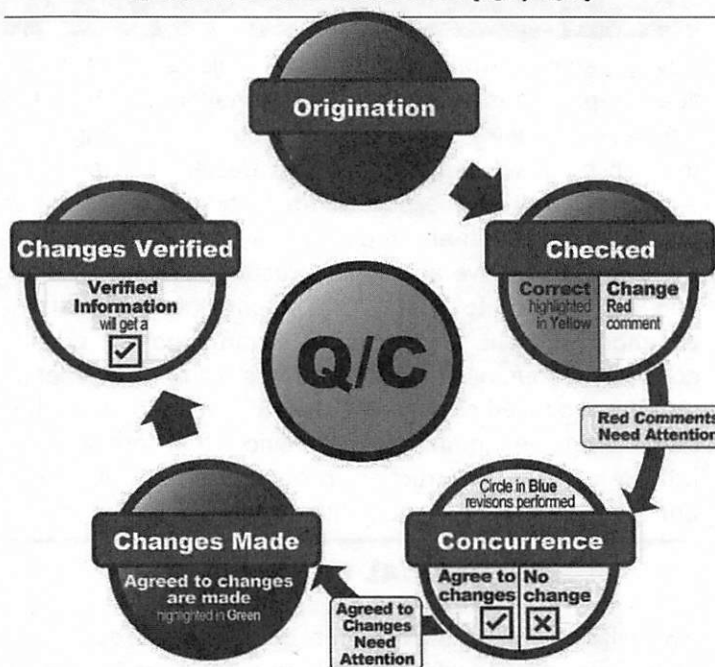 Origination
Checked
Correct
highlighted
in Yellow
Change
Red
comment
Red Comments
Need Attention
Circle in Blue
revisons performed
Concurrence
Agree to
changes
No
change
Agreed to
Changes
Need
Attention
Changes Made
Agreed to changes
are made
highlighted in Green
Changes Verified
Verified
Information
will get a
Q/C